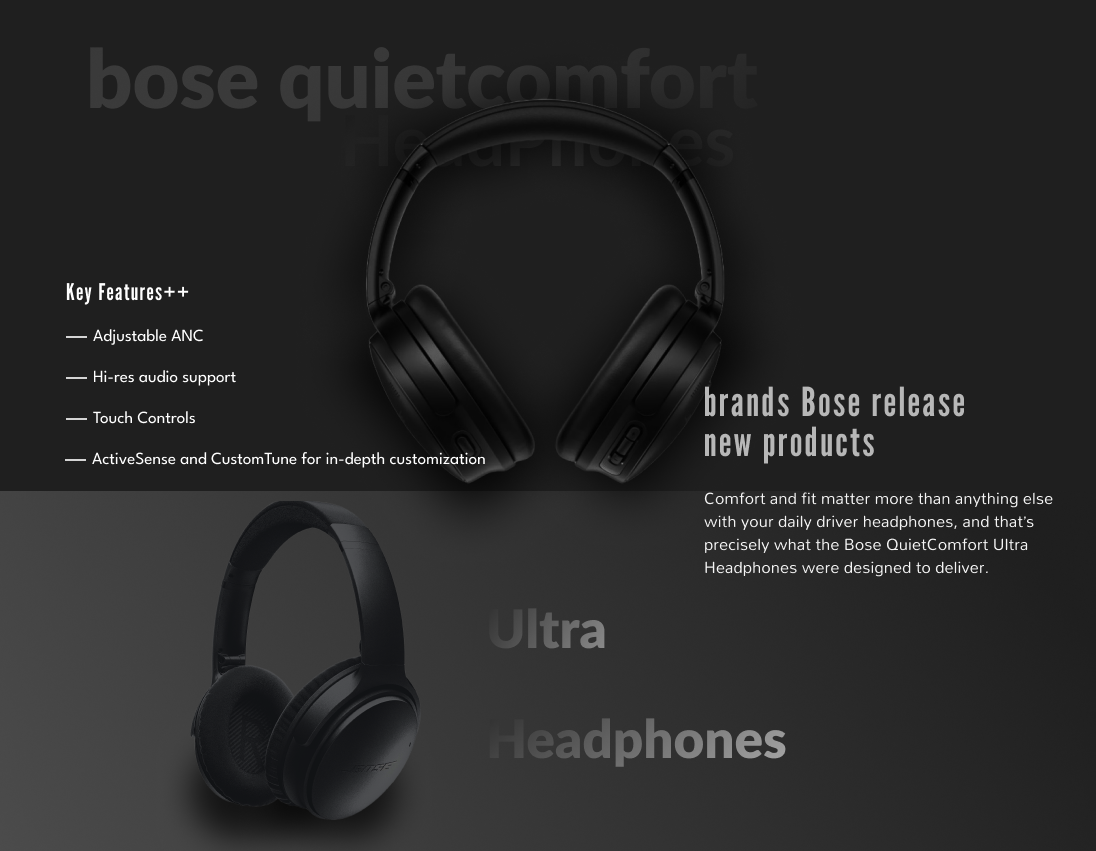 bose quietcomfort
HeadPhones
Key Features++
— Adjustable ANC
— Hi-res audio support
— Touch Controls
— ActiveSense and CustomTune for in-depth customization
brands Bose release
new products
Comfort and fit matter more than anything else
with your daily driver headphones, and that's
precisely what the Bose QuietComfort Ultra
Headphones were designed to deliver.
Ultra
Headphones
BOSE